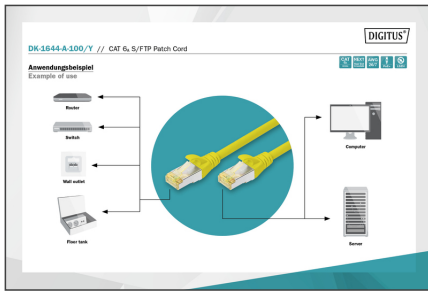 DIGITUS®
DK-1644-A-100/Y // CAT 6A S/FTP Patch Cord
Anwendungsbeispiel
Example of use
Router
Switch
Wall outlet
Floor tank
Computer
Server